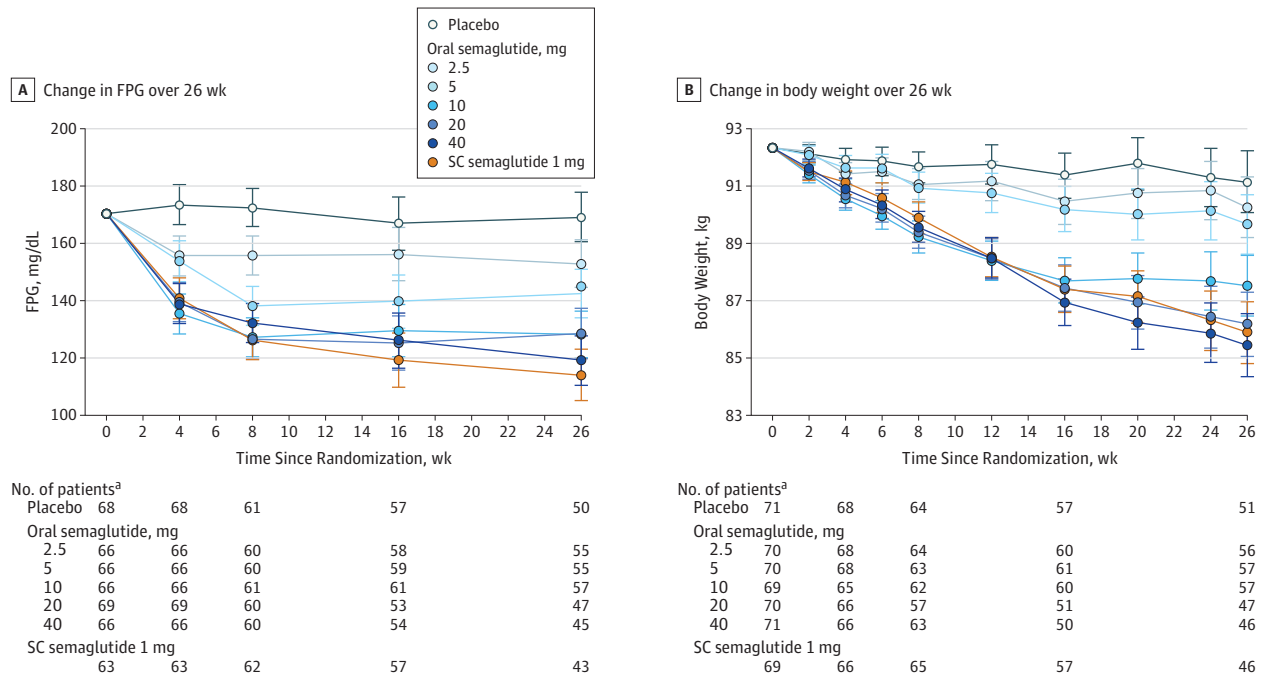 Placebo
Oral semaglutide, mg
2.5
5
10
20
40
SC semaglutide 1 mg
A Change in FPG over 26 wk
200
180
160
140
120
100
FPG, mg/dL
0 2 4 6 8 10 12 14 16 18 20 22 24 26
Time Since Randomization, wk
No. of patientsa
Placebo 68 68 61 57 50
Oral semaglutide, mg
2.5 66 66 60 58 55
5 66 66 60 59 55
10 66 66 61 61 57
20 69 69 60 53 47
40 66 66 60 54 45
SC semaglutide 1 mg
63 63 62 57 43
B Change in body weight over 26 wk
93
91
89
87
85
83
Body Weight, kg
0 2 4 6 8 10 12 14 16 18 20 22 24 26
Time Since Randomization, wk
No. of patientsa
Placebo 71 68 64 57 51
Oral semaglutide, mg
2.5 70 68 64 60 56
5 70 68 63 61 57
10 69 65 62 60 57
20 70 66 57 51 47
40 71 66 63 50 46
SC semaglutide 1 mg
69 66 65 57 46